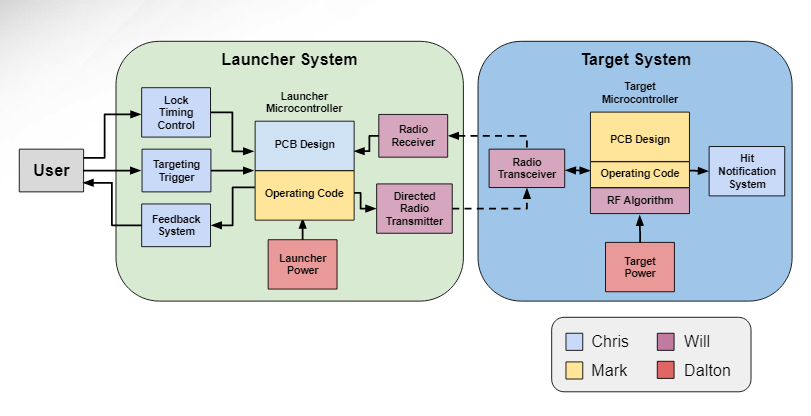 Launcher System
Target System
Lock
Timing
Control
Launcher
Microcontroller
Target
Microcontroller
PCB Design
Radio
Receiver
PCB Design
User
Targeting
Trigger
Radio
Transceiver
Hit
Notification
System
Operating Code
Operating Code
Directed
Radio
Transmitter
RF Algorithm
Feedback
System
Launcher
Power
Target
Power
Chris
Will
Mark
Dalton